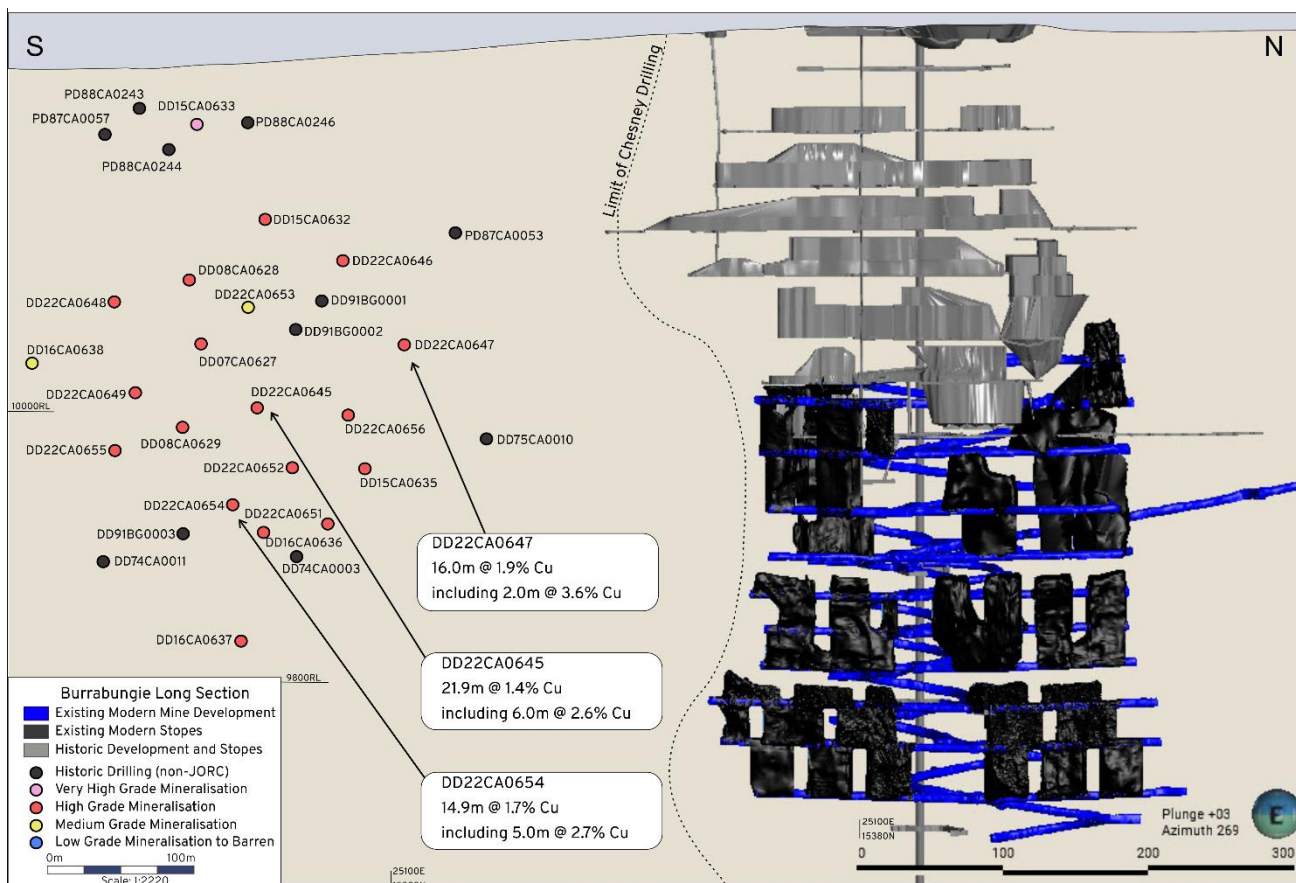 S
N
PD88CA0243
DD15CA0633
PD87CA0057
PD88CA0246
PD88CA0244
Limit of Chesney Drilling
DD15CA0632
PD87CA0053
DD22CA0646
DD08CA0628
DD22CA0653
DD22CA0648
DD91BG0001
DD91BG0002
DD22CA0647
DD16CA0638
DD07CA0627
DD22CA0649
DD22CA0645
10000RL
DD22CA0656
DD08CA0629
DD75CA0010
DD22CA0655
DD22CA0652
DD15CA0635
DD22CA0654
DD22CA0651
DD91BG0003
DD16CA0636
DD74CA0011
DD74CA0003
DD22CA0647
16.0m @ 1.9% Cu
including 2.0m @ 3.6% Cu
DD16CA0637
9800RL
DD22CA0645
21.9m @ 1.4% Cu
including 6.0m @ 2.6% Cu
DD22CA0654
14.9m @ 1.7% Cu
including 5.0m @ 2.7% Cu
Burrabungie Long Section
Existing Modern Mine Development
Existing Modern Stopes
Historic Development and Stopes
Historic Drilling (non-JORC)
Very High Grade Mineralisation
High Grade Mineralisation
Medium Grade Mineralisation
Low Grade Mineralisation to Barren
0m 100m
Scale: 1:2220
25100E
25100E
15380N
Plunge +03
Azimuth 269
E
0 100 200 300